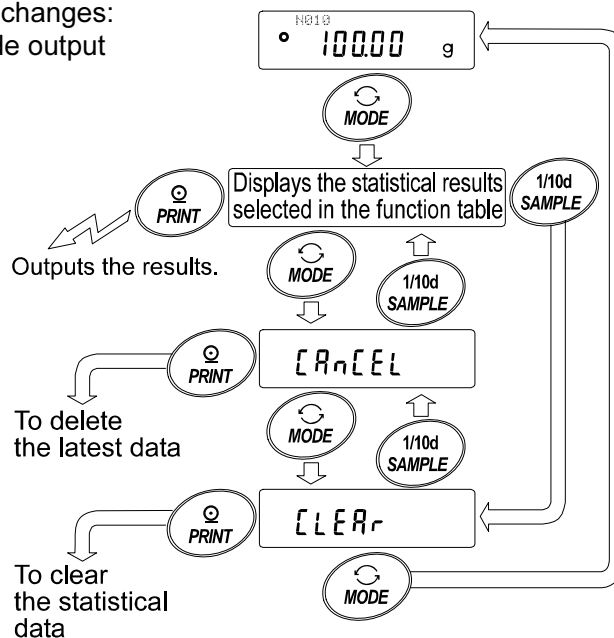 changes:
le output
N010
100.00 g
MODE
PRINT
Displays the statistical results
selected in the function table
1/10d
SAMPLE
Outputs the results.
MODE
1/10d
SAMPLE
PRINT
CAnCEL
To delete
the latest data
MODE
1/10d
SAMPLE
PRINT
CLEAr
To clear
the statistical
data
MODE